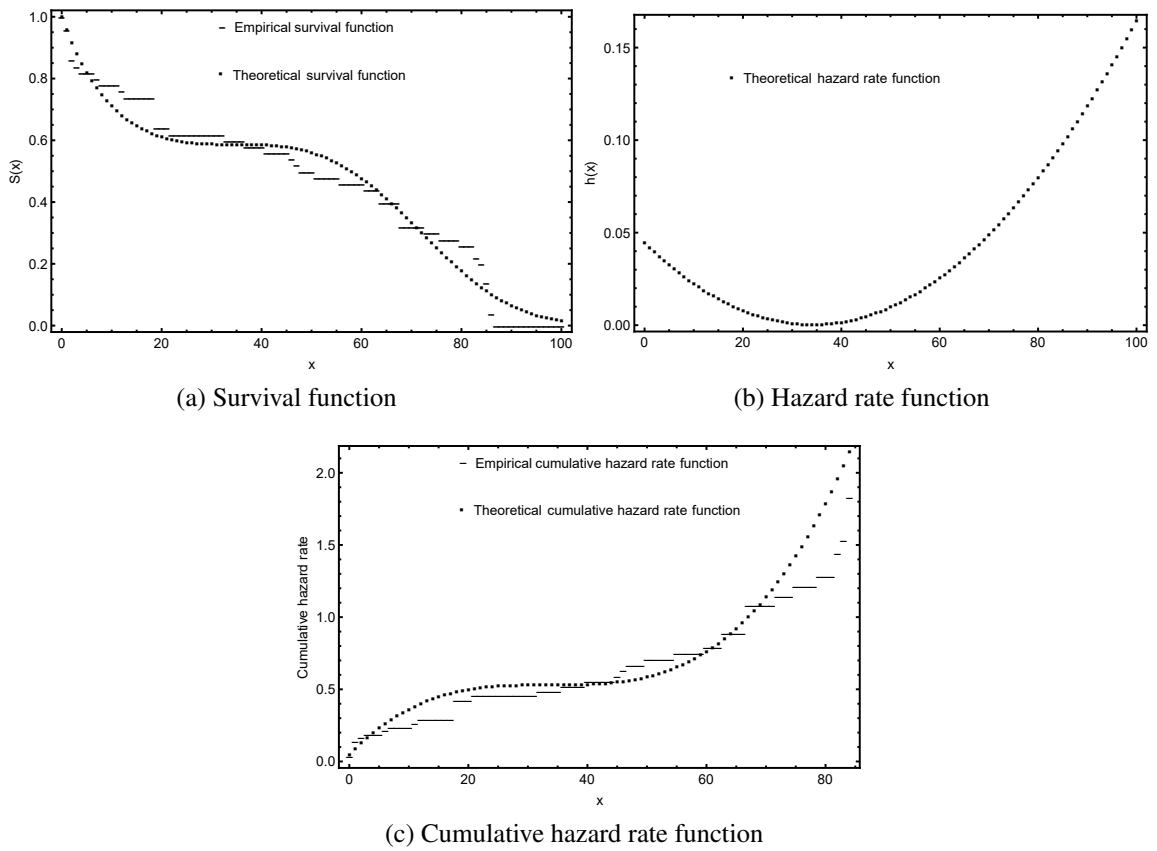 1.0
0.8
0.6
0.4
0.2
0.0
S(x)
Empirical survival function
Theoretical survival function
0 20 40 60 80 100
x
(a) Survival function
0.15
0.10
0.05
0.00
h(x)
Theoretical hazard rate function
0 20 40 60 80 100
x
(b) Hazard rate function
2.0
1.5
1.0
0.5
0.0
Cumulative hazard rate
Empirical cumulative hazard rate function
Theoretical cumulative hazard rate function
0 20 40 60 80
x
(c) Cumulative hazard rate function